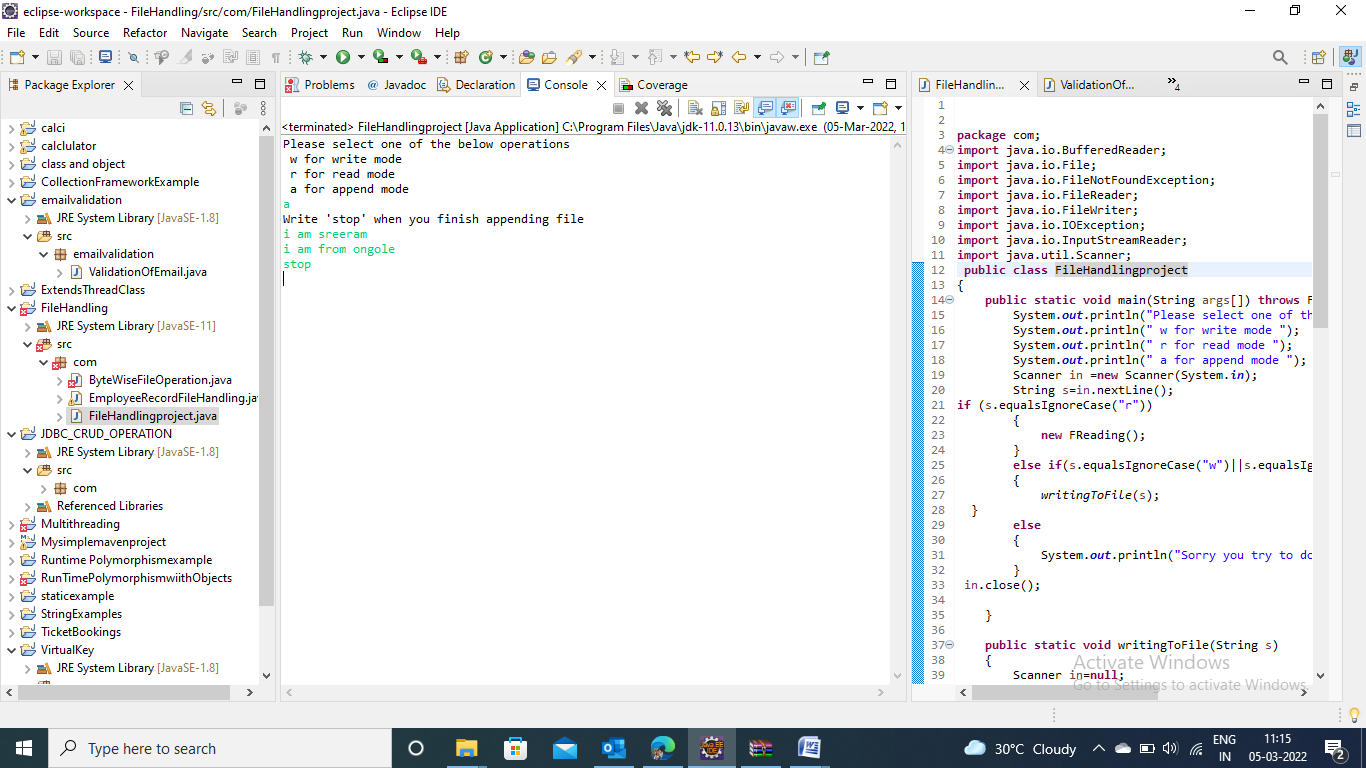 eclipse-workspace - FileHandling/src/com/FileHandlingproject.java - Eclipse IDE
File Edit Source Refactor Navigate Search Project Run Window Help
Package Explorer
calci
calclulator
class and object
CollectionFrameworkExample
emailvalidation
JRE System Library [JavaSE-1.8]
src
emailvalidation
ValidationOfEmail.java
ExtendsThreadClass
FileHandling
JRE System Library [JavaSE-11]
src
com
ByteWiseFileOperation.java
EmployeeRecordFileHandling.ja
FileHandlingproject.java
JDBC_CRUD_OPERATION
JRE System Library [JavaSE-1.8]
src
com
Referenced Libraries
Multithreading
Mysimplemavenproject
Runtime Polymorphismexample
RunTimePolymorphismwiithObjects
staticexample
StringExamples
TicketBookings
VirtualKey
JRE System Library [JavaSE-1.8]
Problems @ Javadoc Declaration Console Coverage
<terminated> FileHandlingproject [Java Application] C:\Program Files\Java\jdk-11.0.13\bin\javaw.exe (05-Mar-2022, 1
Please select one of the below operations
w for write mode
r for read mode
a for append mode
a
Write 'stop' when you finish appending file
i am sreeram
i am from ongole
stop
FileHandlin... ValidationOf... »4
1
2
3 package com;
4 import java.io.BufferedReader;
5 import java.io.File;
6 import java.io.FileNotFoundException;
7 import java.io.FileReader;
8 import java.io.FileWriter;
9 import java.io.IOException;
10 import java.io.InputStreamReader;
11 import java.util.Scanner;
12 public class FileHandlingproject
13 {
14 public static void main(String args[]) throws F
15 System.out.println("Please select one of th
16 System.out.println(" w for write mode ");
17 System.out.println(" r for read mode ");
18 System.out.println(" a for append mode ");
19 Scanner in =new Scanner(System.in);
20 String s=in.nextLine();
21 if (s.equalsIgnoreCase("r"))
22 {
23 new FReading();
24 }
25 else if(s.equalsIgnoreCase("w")||s.equalsIg
26 {
27 writingToFile(s);
28 }
29 else
30 {
31 System.out.println("Sorry you try to do
32 }
33 in.close();
34
35 }
36
37 public static void writingToFile(String s)
38 {
39 Scanner in=null;
Activate Windows
Go to Settings to activate Windows.
Type here to search
30°C Cloudy
ENG
IN
11:15
05-03-2022
2